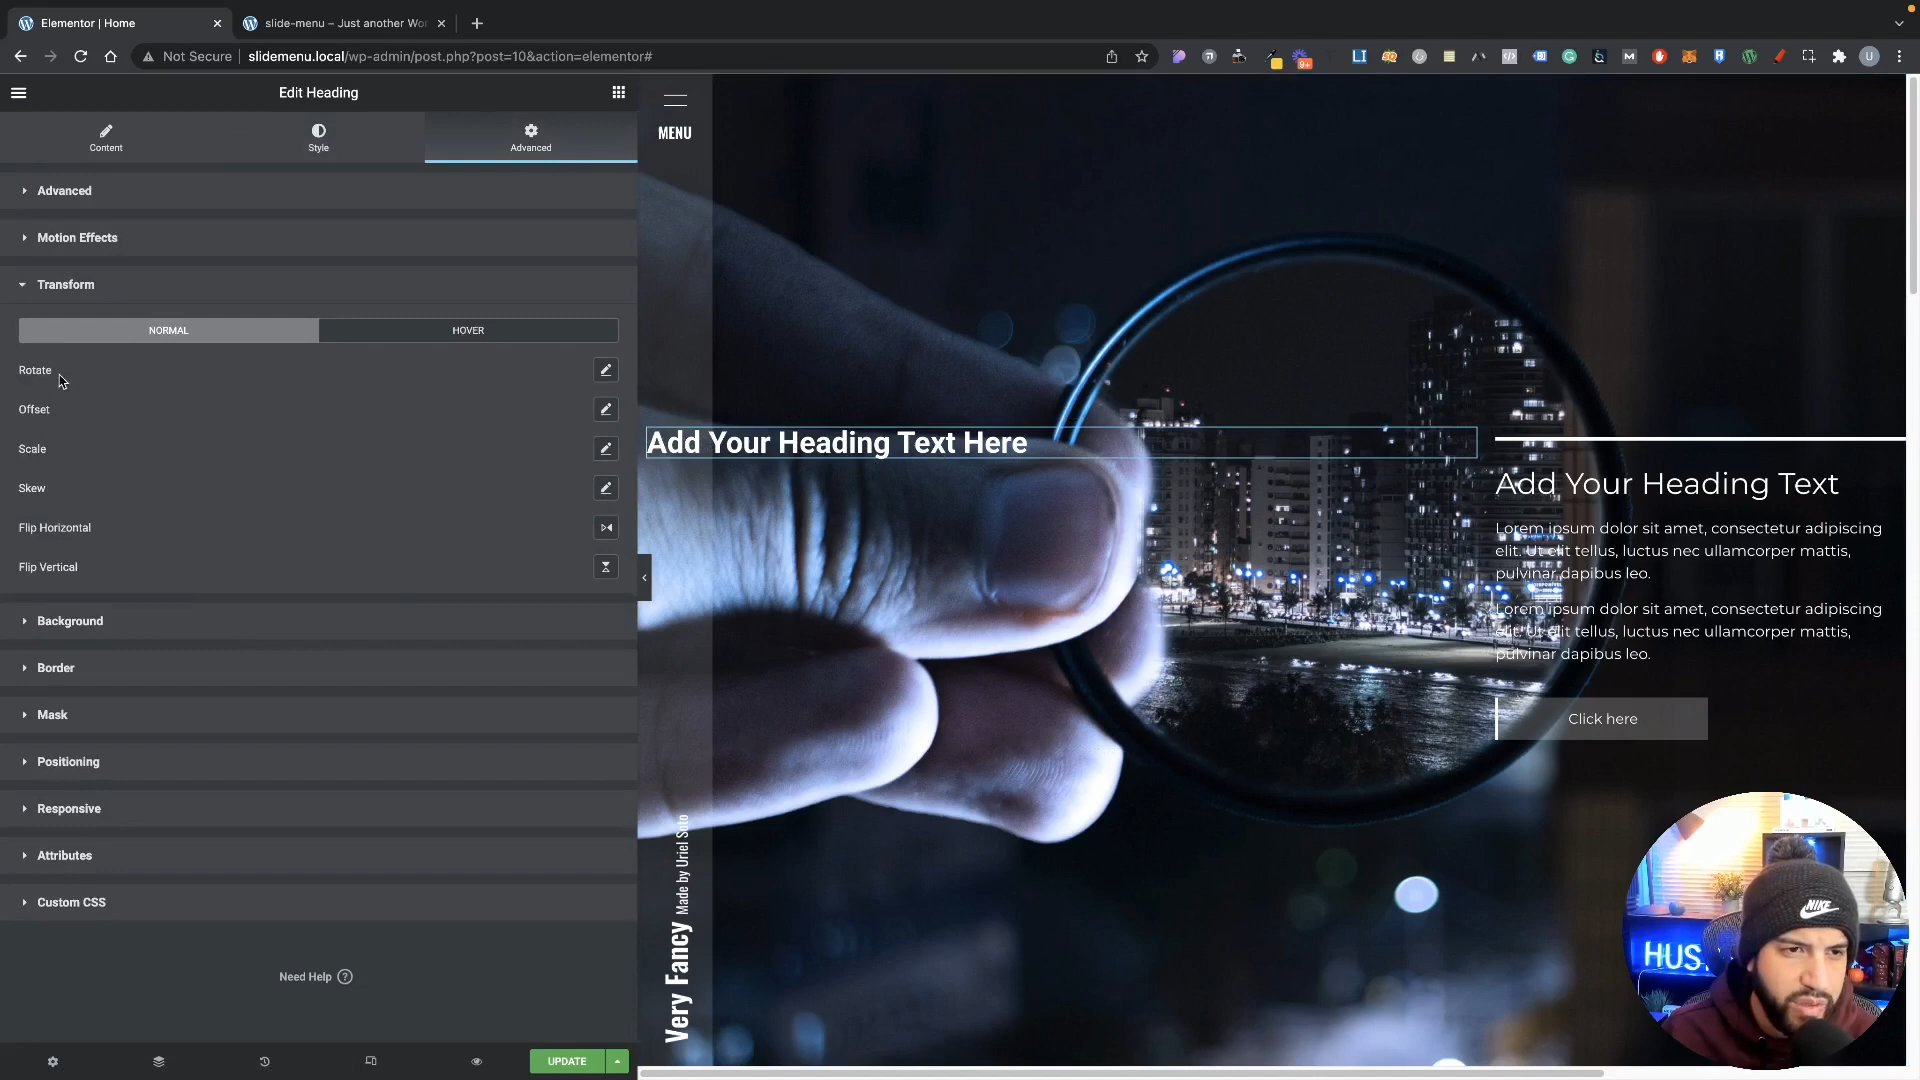 Elementor | Home
slide-menu – Just another Wor
Not Secure
slidemenu.local/wp-admin/post.php?post=10&action=elementor#
9+
U
Edit Heading
Content
Style
Advanced
Advanced
Motion Effects
Transform
NORMAL
HOVER
Rotate
Offset
Scale
Skew
Flip Horizontal
Flip Vertical
Background
Border
Mask
Positioning
Responsive
Attributes
Custom CSS
Need Help ?
UPDATE
MENU
Add Your Heading Text Here
Add Your Heading Text
Lorem ipsum dolor sit amet, consectetur adipiscing
elit. Ut elit tellus, luctus nec ullamcorper mattis,
pulvinar dapibus leo.
Lorem ipsum dolor sit amet, consectetur adipiscing
elit. Ut elit tellus, luctus nec ullamcorper mattis,
pulvinar dapibus leo.
Click here
Very Fancy Made by Uriel Soto
NIKE
HUS